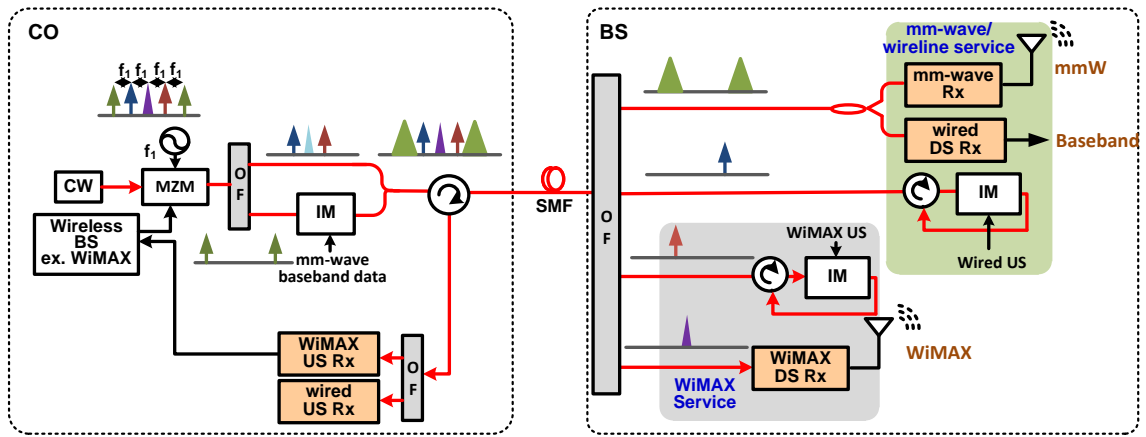 CO
f₁ f₁ f₁ f₁
f₁
CW
MZM
O
F
IM
Wireless
BS
ex. WiMAX
mm-wave
baseband data
WiMAX
US Rx
wired
US Rx
O
F
SMF
BS
O
F
mm-wave/
wireline service
mm-wave
Rx
mmW
wired
DS Rx
Baseband
IM
Wired US
WiMAX US
IM
WiMAX
DS Rx
WiMAX
WiMAX
Service